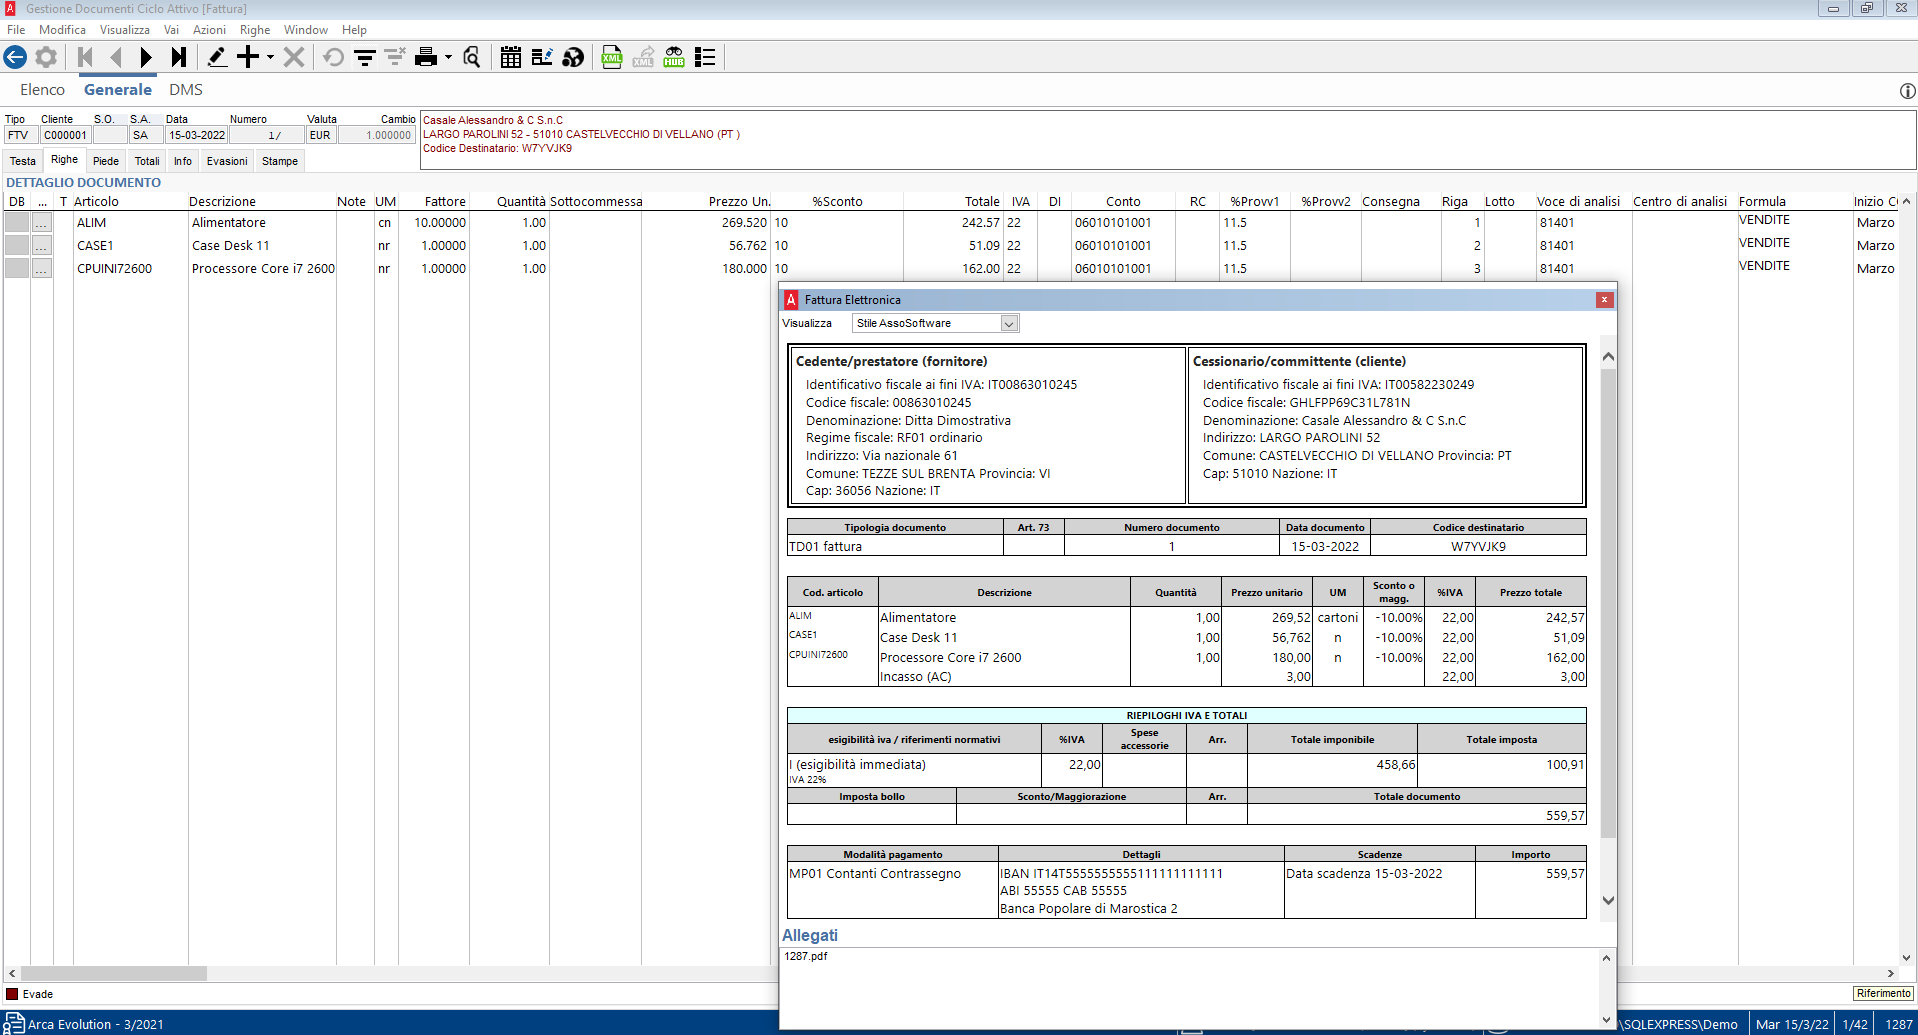 Gestione Documenti Ciclo Attivo [Fattura]
File Modifica Visualizza Vai Azioni Righe Window Help
XML XML HUB
Elenco Generale DMS
Tipo Cliente S.O. S.A. Data Numero Valuta Cambio
FTV C000001 SA 15-03-2022 1/ EUR 1.000000
Casale Alessandro & C S.n.C
LARGO PAROLINI 52 - 51010 CASTELVECCHIO DI VELLANO (PT )
Codice Destinatario: W7YVJK9
Testa Righe Piede Totali Info Evasioni Stampe
DETTAGLIO DOCUMENTO
DB ... T Articolo Descrizione Note UM Fattore Quantità Sottocommessa Prezzo Un. %Sconto Totale IVA DI Conto RC %Provv1 %Provv2 Consegna Riga Lotto Voce di analisi Centro di analisi Formula Inizio C
... ALIM Alimentatore cn 10.00000 1.00 269.520 10 242.57 22 06010101001 11.5 1 81401 VENDITE Marzo
... CASE1 Case Desk 11 nr 1.00000 1.00 56.762 10 51.09 22 06010101001 11.5 2 81401 VENDITE Marzo
... CPUINI72600 Processore Core i7 2600 nr 1.00000 1.00 180.000 10 162.00 22 06010101001 11.5 3 81401 VENDITE Marzo
A Fattura Elettronica x
Visualizza Stile AssoSoftware
Cedente/prestatore (fornitore)
Identificativo fiscale ai fini IVA: IT00863010245
Codice fiscale: 00863010245
Denominazione: Ditta Dimostrativa
Regime fiscale: RF01 ordinario
Indirizzo: Via nazionale 61
Comune: TEZZE SUL BRENTA Provincia: VI
Cap: 36056 Nazione: IT
Cessionario/committente (cliente)
Identificativo fiscale ai fini IVA: IT00582230249
Codice fiscale: GHLFPP69C31L781N
Denominazione: Casale Alessandro & C S.n.C
Indirizzo: LARGO PAROLINI 52
Comune: CASTELVECCHIO DI VELLANO Provincia: PT
Cap: 51010 Nazione: IT
Tipologia documento Art. 73 Numero documento Data documento Codice destinatario
TD01 fattura 1 15-03-2022 W7YVJK9
Cod. articolo Descrizione Quantità Prezzo unitario UM Sconto o magg. %IVA Prezzo totale
ALIM Alimentatore 1,00 269,52 cartoni -10.00% 22,00 242,57
CASE1 Case Desk 11 1,00 56,762 n -10.00% 22,00 51,09
CPUINI72600 Processore Core i7 2600 1,00 180,00 n -10.00% 22,00 162,00
Incasso (AC) 3,00 22,00 3,00
RIEPILOGHI IVA E TOTALI
esigibilità iva / riferimenti normativi %IVA Spese accessorie Arr. Totale imponibile Totale imposta
I (esigibilità immediata) 22,00 458,66 100,91
IVA 22%
Imposta bollo Sconto/Maggiorazione Arr. Totale documento
559,57
Modalità pagamento Dettagli Scadenze Importo
MP01 Contanti Contrassegno IBAN IT14T5555555555111111111111 Data scadenza 15-03-2022 559,57
ABI 55555 CAB 55555
Banca Popolare di Marostica 2
Allegati
1287.pdf
Evade
Riferimento
Arca Evolution - 3/2021
\SQLEXPRESS\Demo Mar 15/3/22 1/42 1287